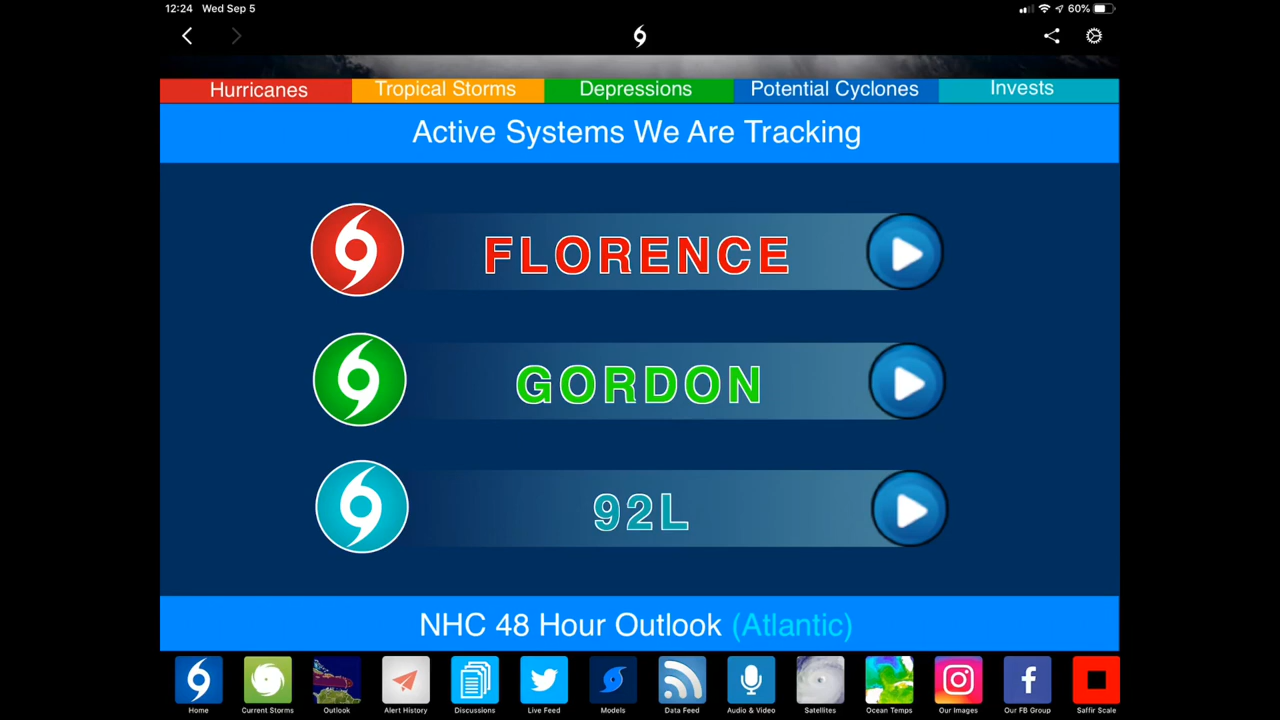 12:24 Wed Sep 5 60%
Hurricanes Tropical Storms Depressions Potential Cyclones Invests
Active Systems We Are Tracking
FLORENCE
GORDON
92L
NHC 48 Hour Outlook (Atlantic)
Home Current Storms Outlook Alert History Discussions Live Feed Models Data Feed Audio & Video Satellites Ocean Temps Our Images Our FB Group Saffir Scale